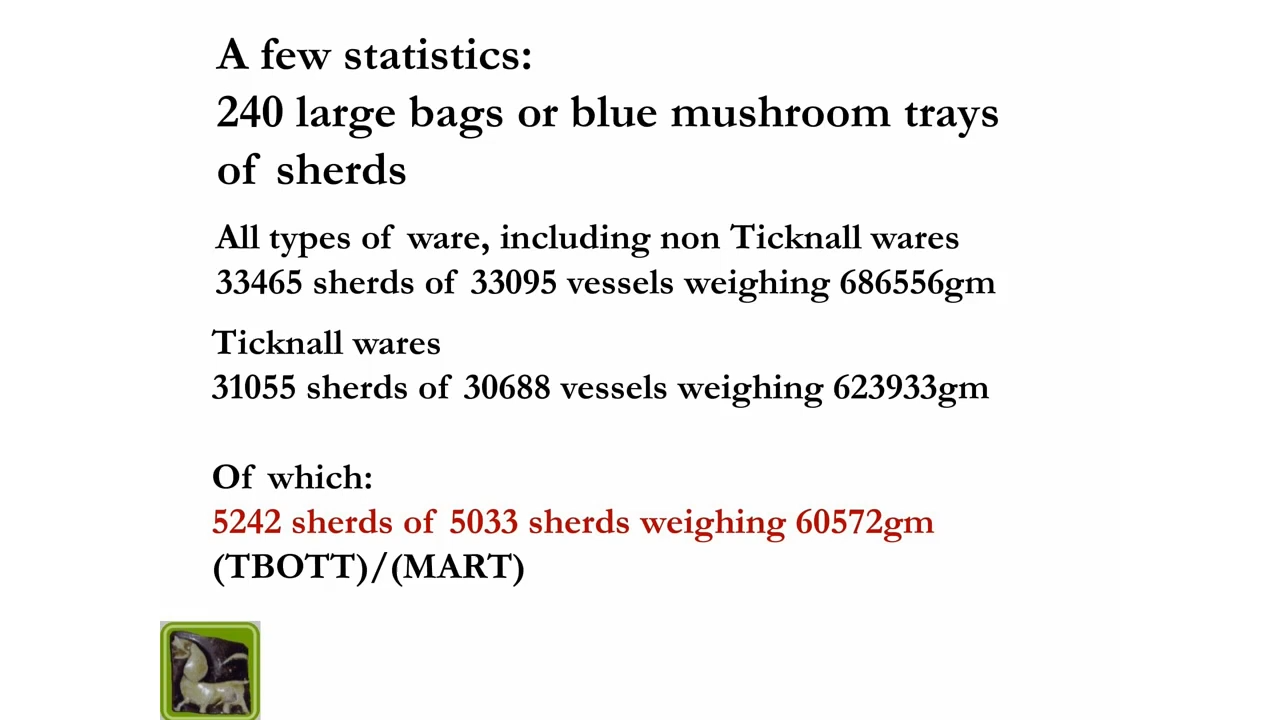 A few statistics:
240 large bags or blue mushroom trays
of sherds
All types of ware, including non Ticknall wares
33465 sherds of 33095 vessels weighing 686556gm
Ticknall wares
31055 sherds of 30688 vessels weighing 623933gm
Of which:
5242 sherds of 5033 sherds weighing 60572gm
(TBOTT)/(MART)